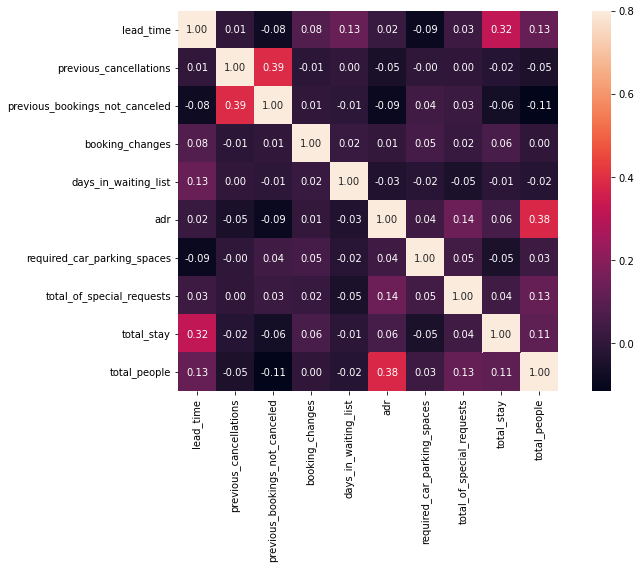 lead_time 1.00 0.01 -0.08 0.08 0.13 0.02 -0.09 0.03 0.32 0.13
previous_cancellations 0.01 1.00 0.39 -0.01 0.00 -0.05 -0.00 0.00 -0.02 -0.05
previous_bookings_not_canceled -0.08 0.39 1.00 0.01 -0.01 -0.09 0.04 0.03 -0.06 -0.11
booking_changes 0.08 -0.01 0.01 1.00 0.02 0.01 0.05 0.02 0.06 0.00
days_in_waiting_list 0.13 0.00 -0.01 0.02 1.00 -0.03 -0.02 -0.05 -0.01 -0.02
adr 0.02 -0.05 -0.09 0.01 -0.03 1.00 0.04 0.14 0.06 0.38
required_car_parking_spaces -0.09 -0.00 0.04 0.05 -0.02 0.04 1.00 0.05 -0.05 0.03
total_of_special_requests 0.03 0.00 0.03 0.02 -0.05 0.14 0.05 1.00 0.04 0.13
total_stay 0.32 -0.02 -0.06 0.06 -0.01 0.06 -0.05 0.04 1.00 0.11
total_people 0.13 -0.05 -0.11 0.00 -0.02 0.38 0.03 0.13 0.11 1.00
lead_time
previous_cancellations
previous_bookings_not_canceled
booking_changes
days_in_waiting_list
adr
required_car_parking_spaces
total_of_special_requests
total_stay
total_people
0.8
0.6
0.4
0.2
0.0